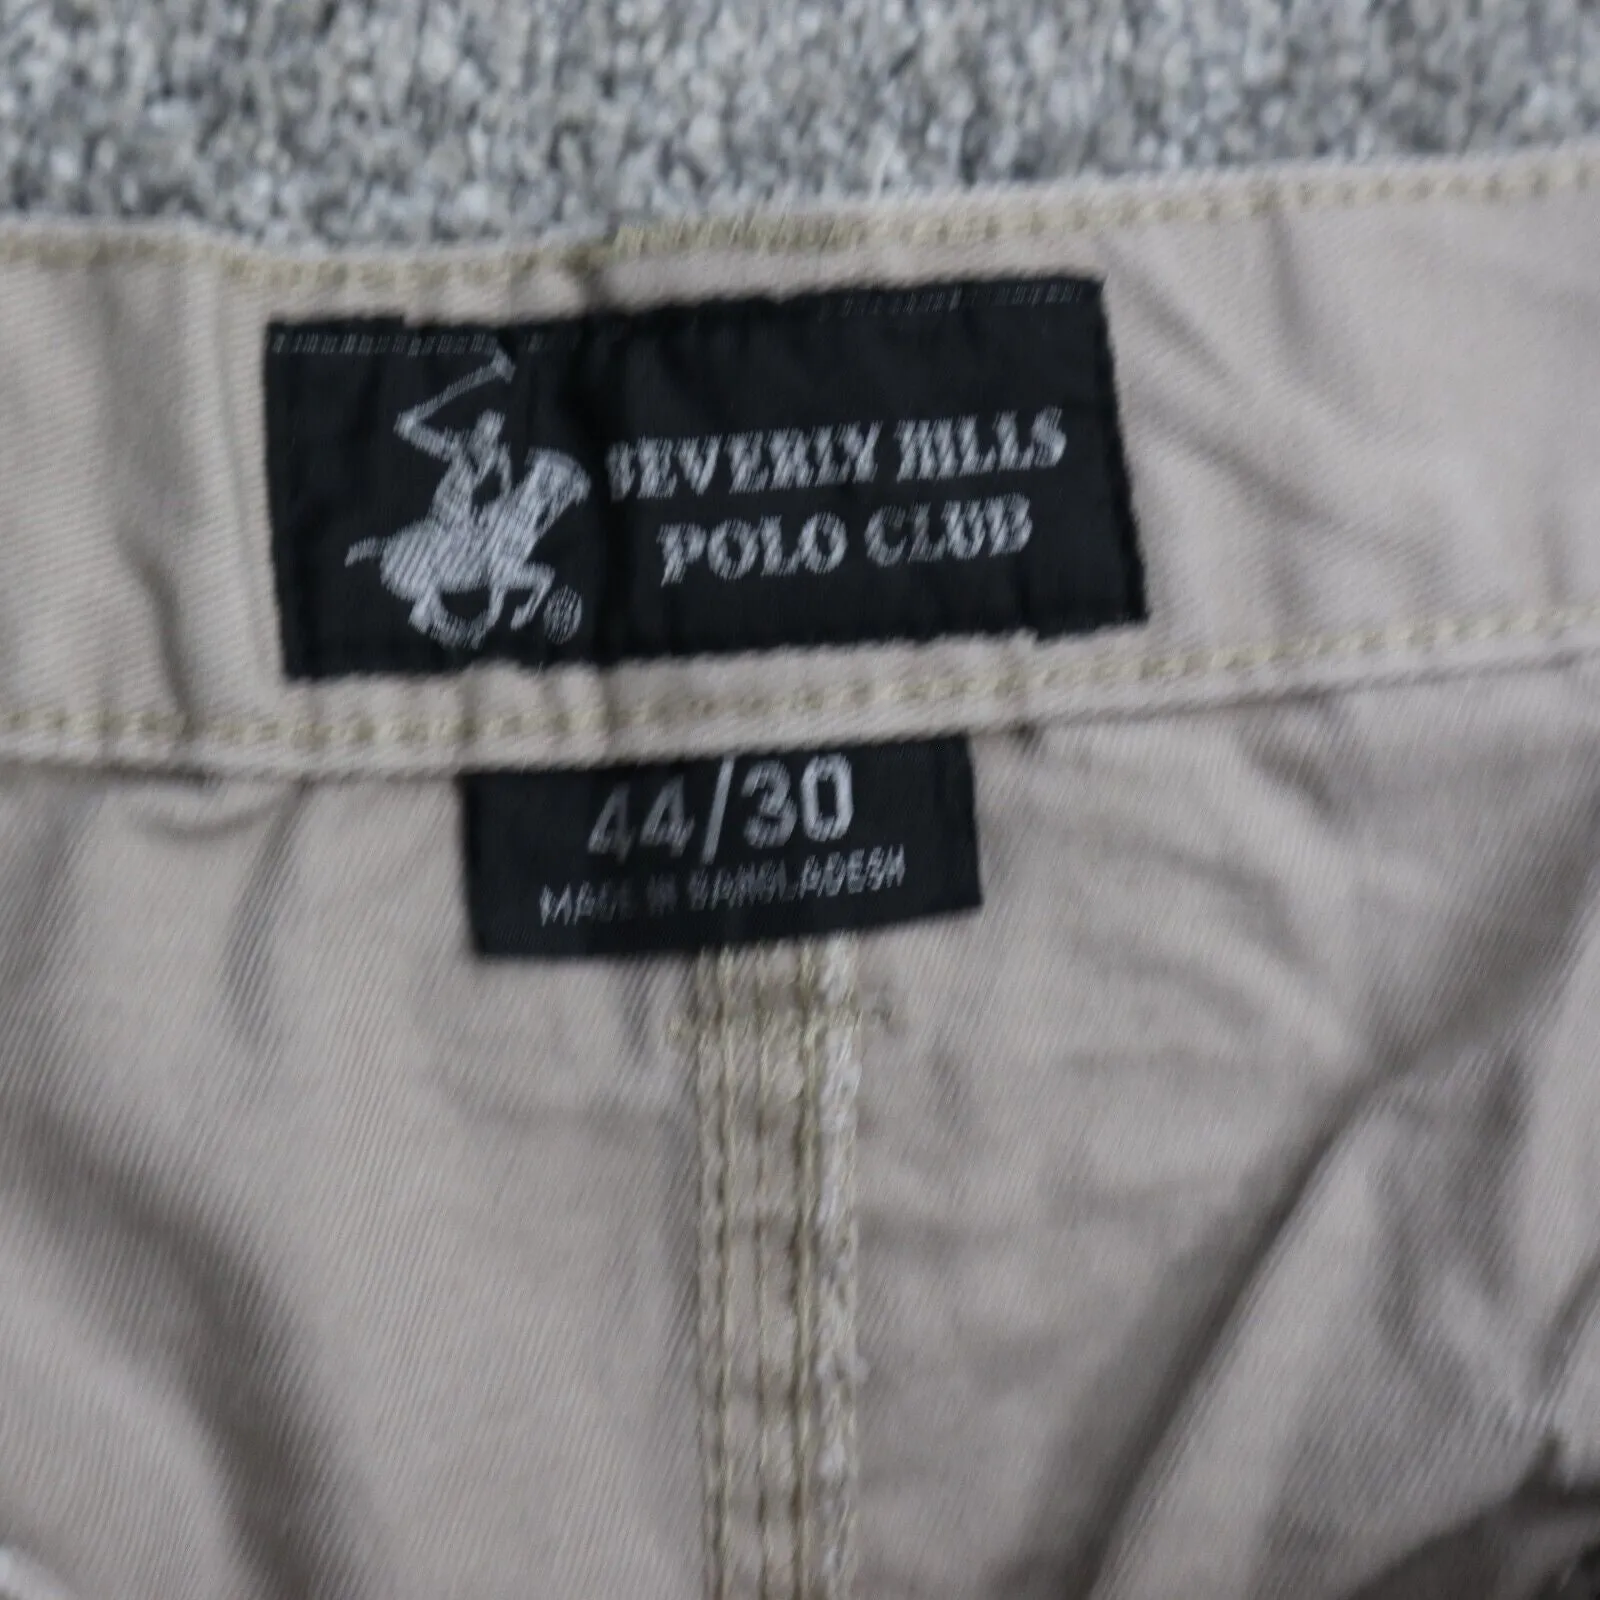 BEVERLY HILLS
POLO CLUB
®
44/30
MADE IN BANGLADESH